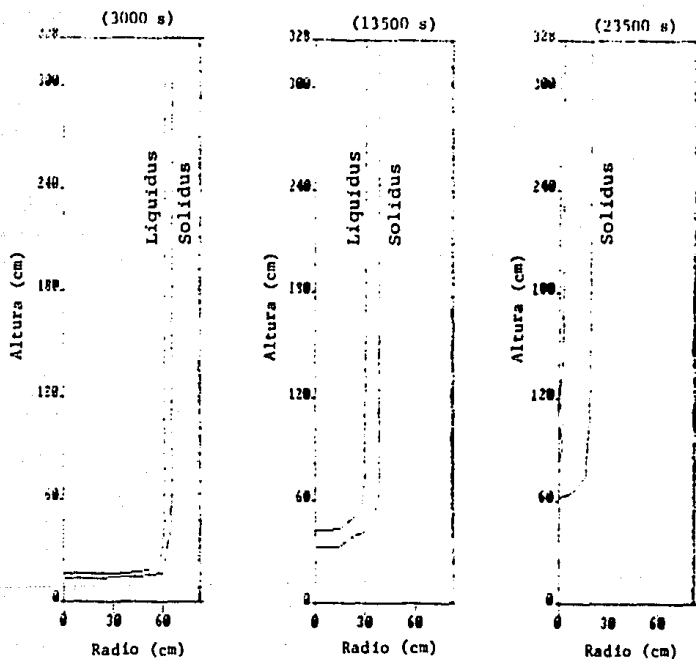 (3000 s)
328
300
240
180
120
60
0
Altura (cm)
Liquidus
Solidus
0 30 60
Radio (cm)
(13500 s)
328
300
240
180
120
60
0
Altura (cm)
Liquidus
Solidus
0 30 60
Radio (cm)
(23500 s)
328
300
240
180
120
60
0
Altura (cm)
Solidus
0 30 60
Radio (cm)